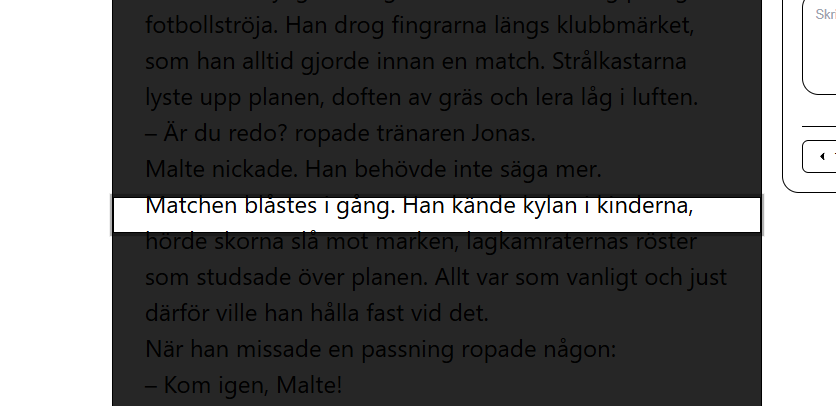 fotbollströja. Han drog fingrarna längs klubbmärket,
som han alltid gjorde innan en match. Strålkastarna
lyste upp planen, doften av gräs och lera låg i luften.
– Är du redo? ropade tränaren Jonas.
Malte nickade. Han behövde inte säga mer.
Matchen blåstes i gång. Han kände kylan i kinderna,
hörde skorna slå mot marken, lagkamraternas röster
som studsade över planen. Allt var som vanligt och just
därför ville han hålla fast vid det.
När han missade en passning ropade någon:
– Kom igen, Malte!